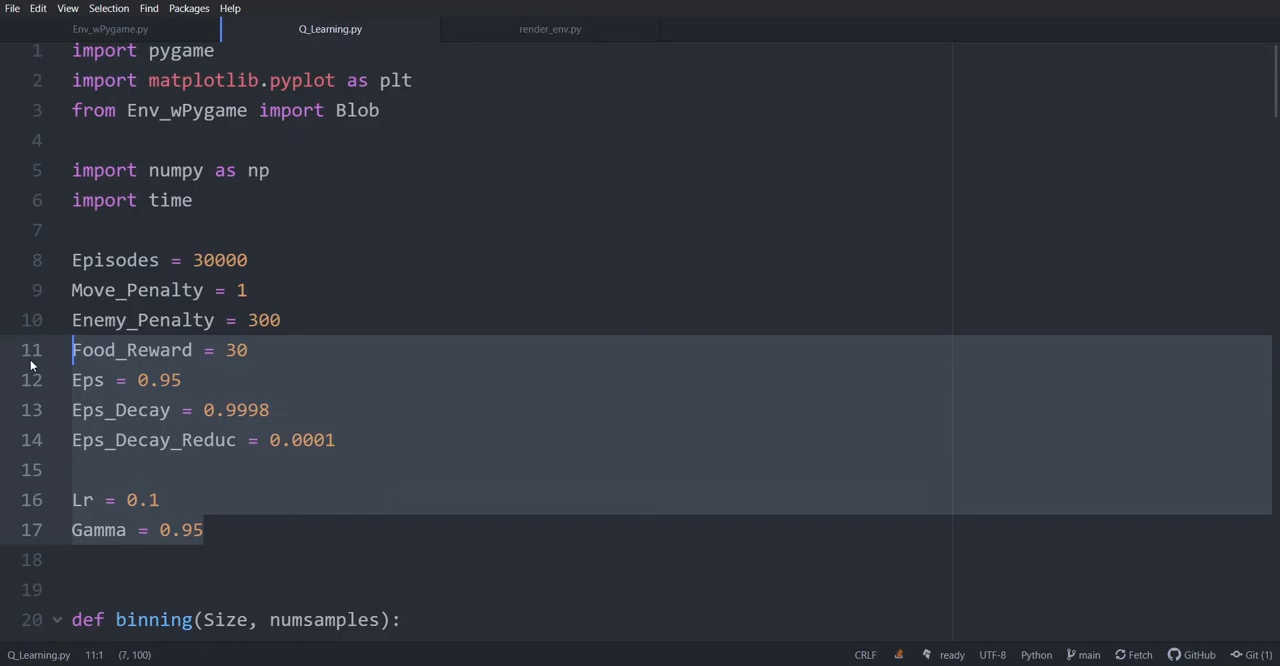 File Edit View Selection Find Packages Help
Env_wPygame.py Q_Learning.py render_env.py
1 import pygame
2 import matplotlib.pyplot as plt
3 from Env_wPygame import Blob
4
5 import numpy as np
6 import time
7
8 Episodes = 30000
9 Move_Penalty = 1
10 Enemy_Penalty = 300
11 Food_Reward = 30
12 Eps = 0.95
13 Eps_Decay = 0.9998
14 Eps_Decay_Reduc = 0.0001
15
16 Lr = 0.1
17 Gamma = 0.95
18
19
20 def binning(Size, numsamples):
Q_Learning.py 11:1 (7, 100) CRLF ready UTF-8 Python main Fetch GitHub Git (1)